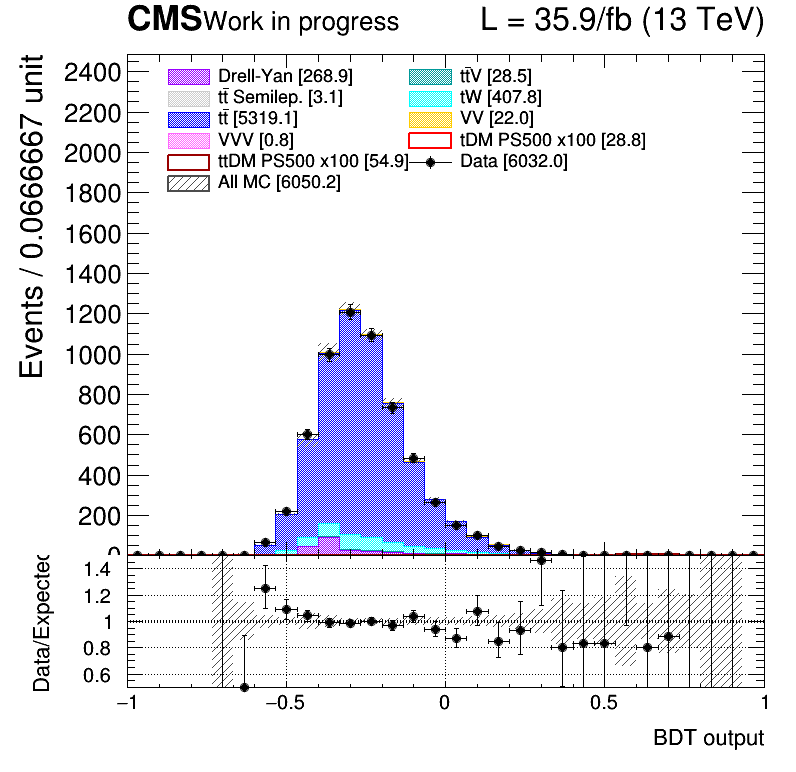 CMS Work in progress L = 35.9/fb (13 TeV)
Events / 0.0666667 unit
2400
2200
2000
1800
1600
1400
1200
1000
800
600
400
200
0
Drell-Yan [268.9]
tt̄ Semilep. [3.1]
tt̄ [5319.1]
VVV [0.8]
ttDM PS500 x100 [54.9]
All MC [6050.2]
tt̄V [28.5]
tW [407.8]
VV [22.0]
tDM PS500 x100 [28.8]
Data [6032.0]
Data/Expected
1.4
1.2
1
0.8
0.6
−1 −0.5 0 0.5 1
BDT output